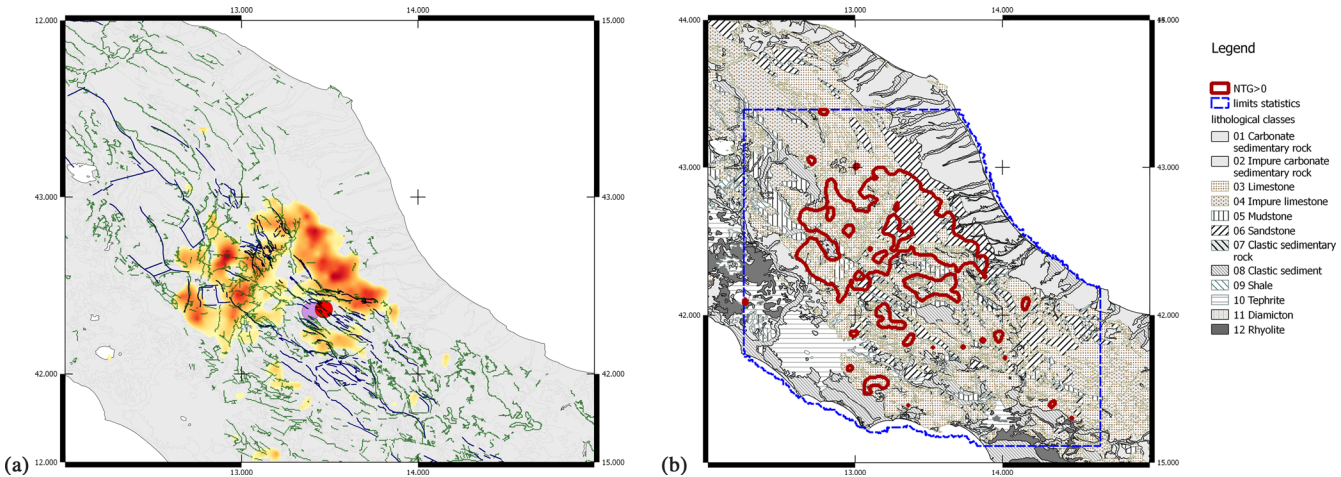 12.000
13.000
14.000
15.000
43.000
43.000
42.000
42.000
12.000
13.000
14.000
15.000
(a)
44.000
13.000
14.000
43.000
43.000
42.000
42.000
13.000
14.000
15.000
(b)
Legend
NTG>0
limits statistics
lithological classes
01 Carbonate
sedimentary rock
02 Impure carbonate
sedimentary rock
03 Limestone
04 Impure limestone
05 Mudstone
06 Sandstone
07 Clastic sedimentary
rock
08 Clastic sediment
09 Shale
10 Tephrite
11 Diamicton
12 Rhyolite